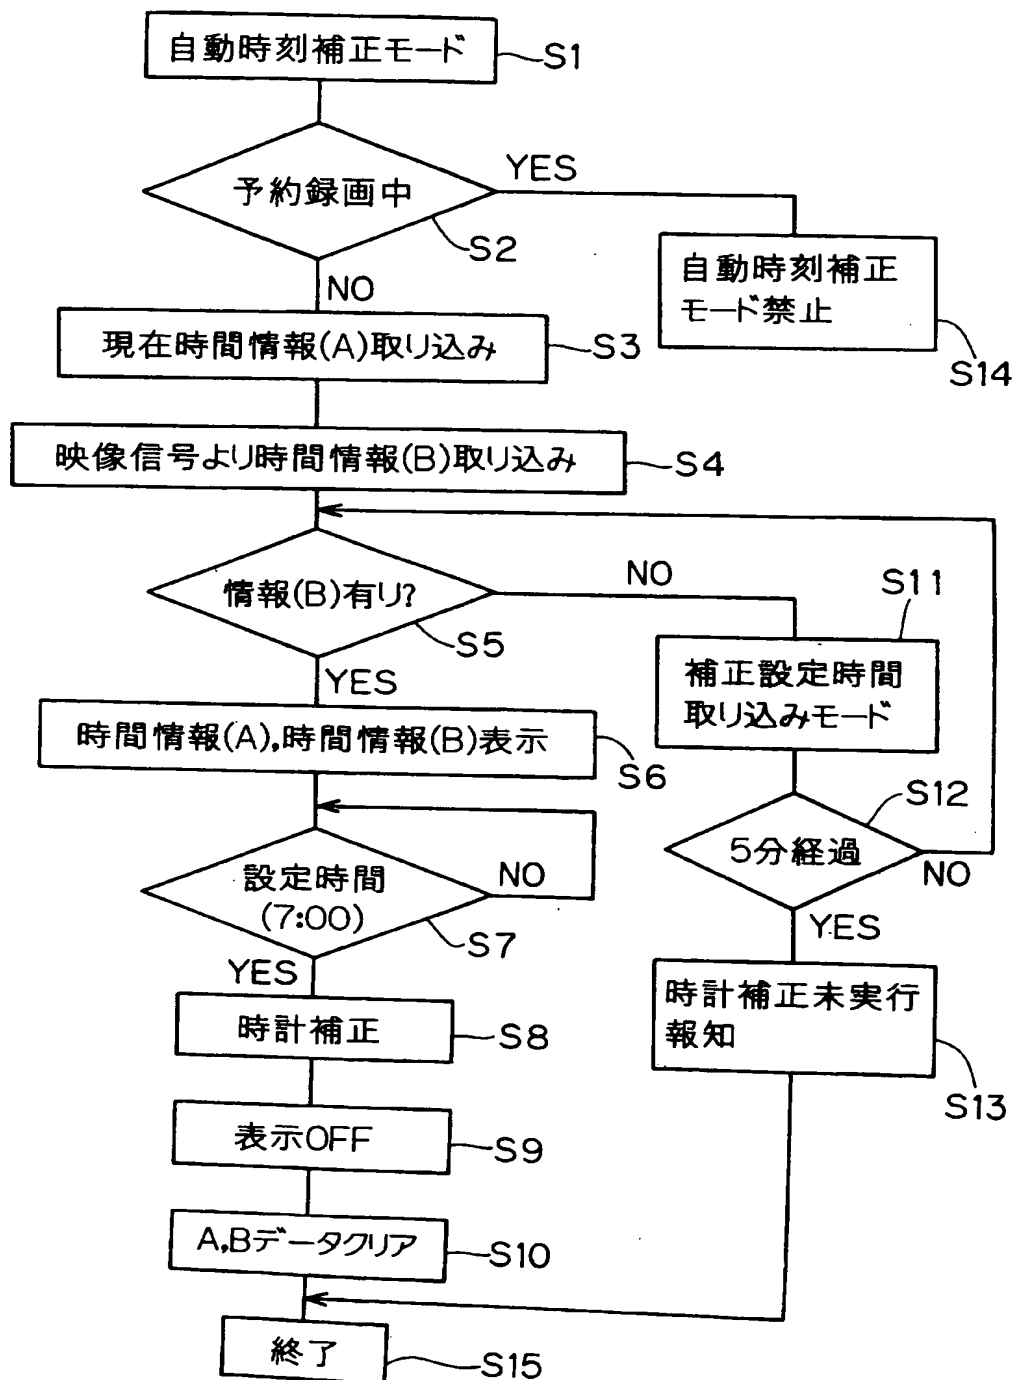 自動時刻補正モード
S1
予約録画中
YES
S2
NO
自動時刻補正
モード禁止
S14
現在時間情報(A)取り込み
S3
映像信号より時間情報(B)取り込み
S4
情報(B)有り?
NO
S5
YES
S11
補正設定時間
取り込みモード
時間情報(A),時間情報(B)表示
S6
S12
5分経過
NO
YES
設定時間
(7:00)
NO
S7
YES
時計補正未実行
報知
S13
時計補正
S8
表示OFF
S9
A,Bデータクリア
S10
終了
S15